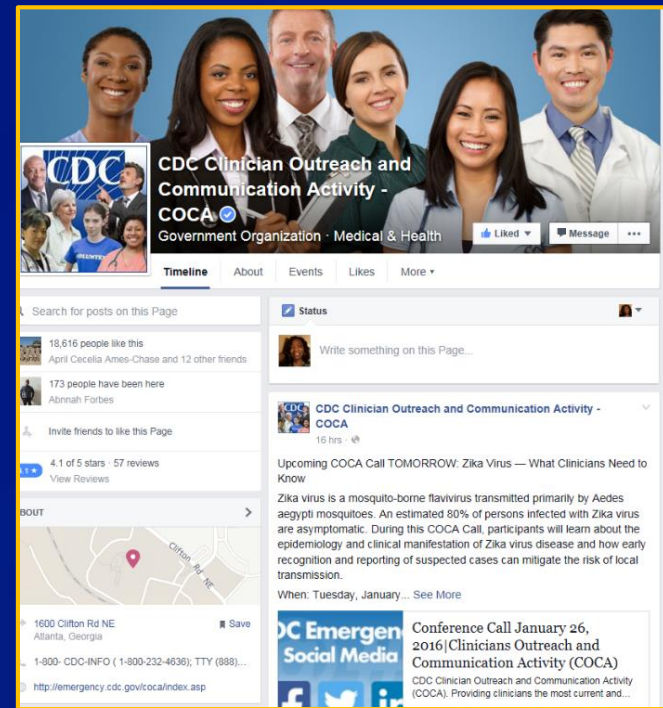 CDC
VOLUNTEER
CDC Clinician Outreach and
Communication Activity -
COCA
Government Organization · Medical & Health
Liked
Message
Timeline About Events Likes More
Search for posts on this Page
18,616 people like this
April Cecelia Ames-Chase and 12 other friends
173 people have been here
Abnnah Forbes
Invite friends to like this Page
4.1 of 5 stars · 57 reviews
View Reviews
ABOUT
Clifton Rd NE
1600 Clifton Rd NE
Atlanta, Georgia
Save
1-800- CDC-INFO ( 1-800-232-4636); TTY (888)...
http://emergency.cdc.gov/coca/index.asp
Status
Write something on this Page...
CDC
CDC Clinician Outreach and Communication Activity -
COCA
16 hrs ·
Upcoming COCA Call TOMORROW: Zika Virus — What Clinicians Need to
Know
Zika virus is a mosquito-borne flavivirus transmitted primarily by Aedes
aegypti mosquitoes. An estimated 80% of persons infected with Zika virus
are asymptomatic. During this COCA Call, participants will learn about the
epidemiology and clinical manifestation of Zika virus disease and how early
recognition and reporting of suspected cases can mitigate the risk of local
transmission.
When: Tuesday, January... See More
DC Emergen
Social Media
f in
Conference Call January 26,
2016|Clinicians Outreach and
Communication Activity (COCA)
CDC Clinician Outreach and Communication Activity
(COCA). Providing clinicians the most current and...